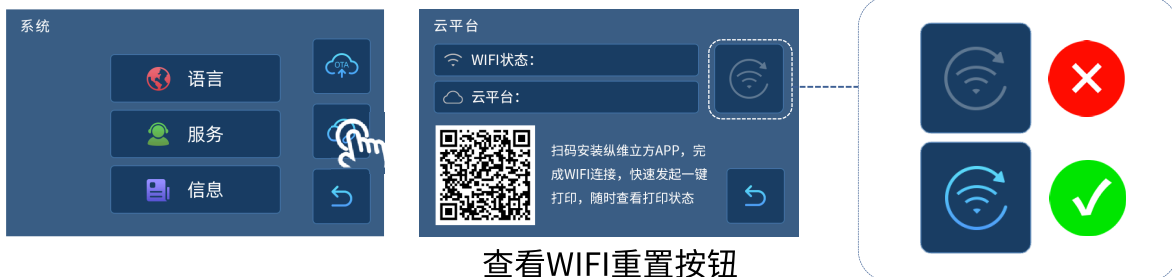 系统
OTA
语言
服务
信息
云平台
WIFI状态：
云平台：
扫码安装纵维立方APP，完
成WIFI连接，快速发起一键
打印，随时查看打印状态
查看WIFI重置按钮